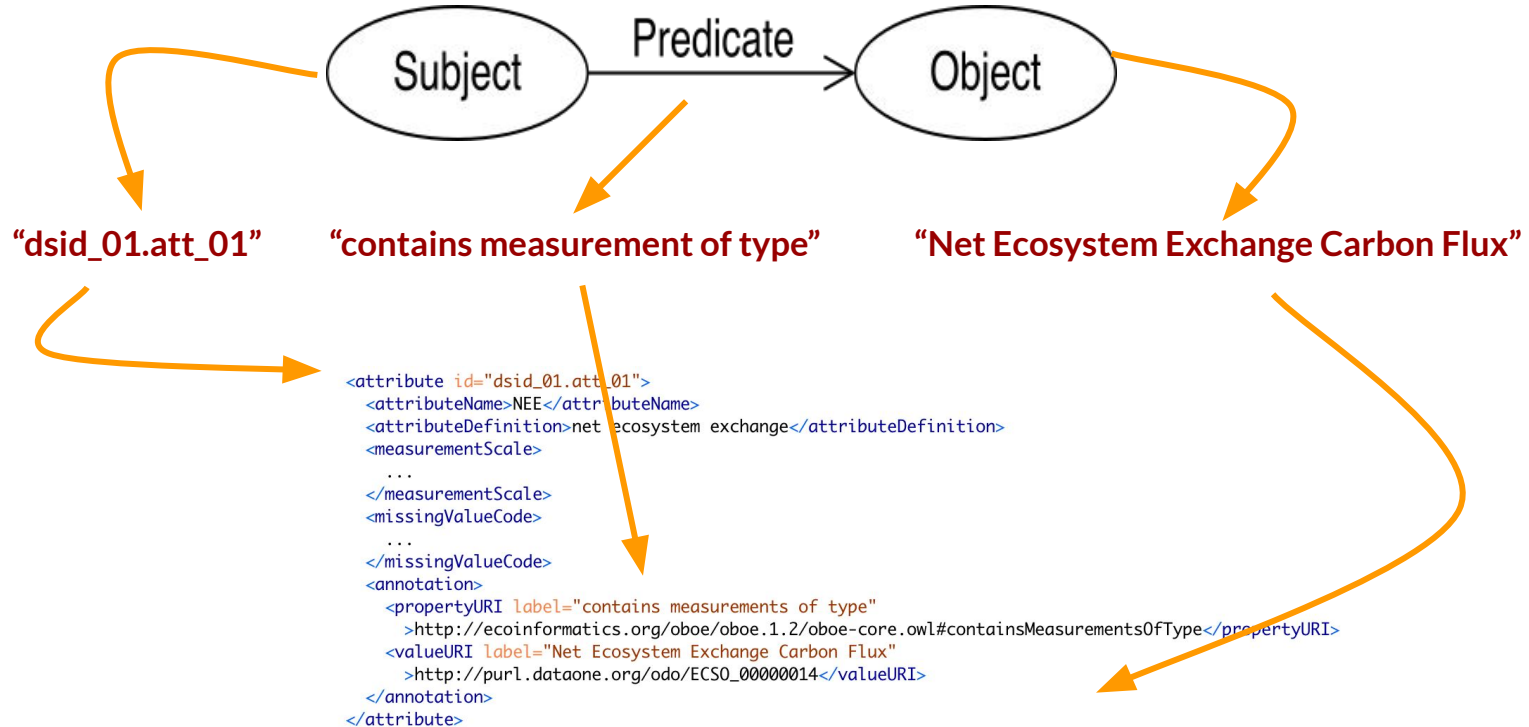 Subject
Predicate
Object
“dsid_01.att_01”
“contains measurement of type”
“Net Ecosystem Exchange Carbon Flux”
<attribute id="dsid_01.att_01">
<attributeName>NEE</attributeName>
<attributeDefinition>net ecosystem exchange</attributeDefinition>
<measurementScale>
...
</measurementScale>
<missingValueCode>
...
</missingValueCode>
<annotation>
<propertyURI label="contains measurements of type"
>http://ecoinformatics.org/oboe/oboe.1.2/oboe-core.owl#containsMeasurementsOfType</propertyURI>
<valueURI label="Net Ecosystem Exchange Carbon Flux"
>http://purl.dataone.org/odo/ECSO_00000014</valueURI>
</annotation>
</attribute>